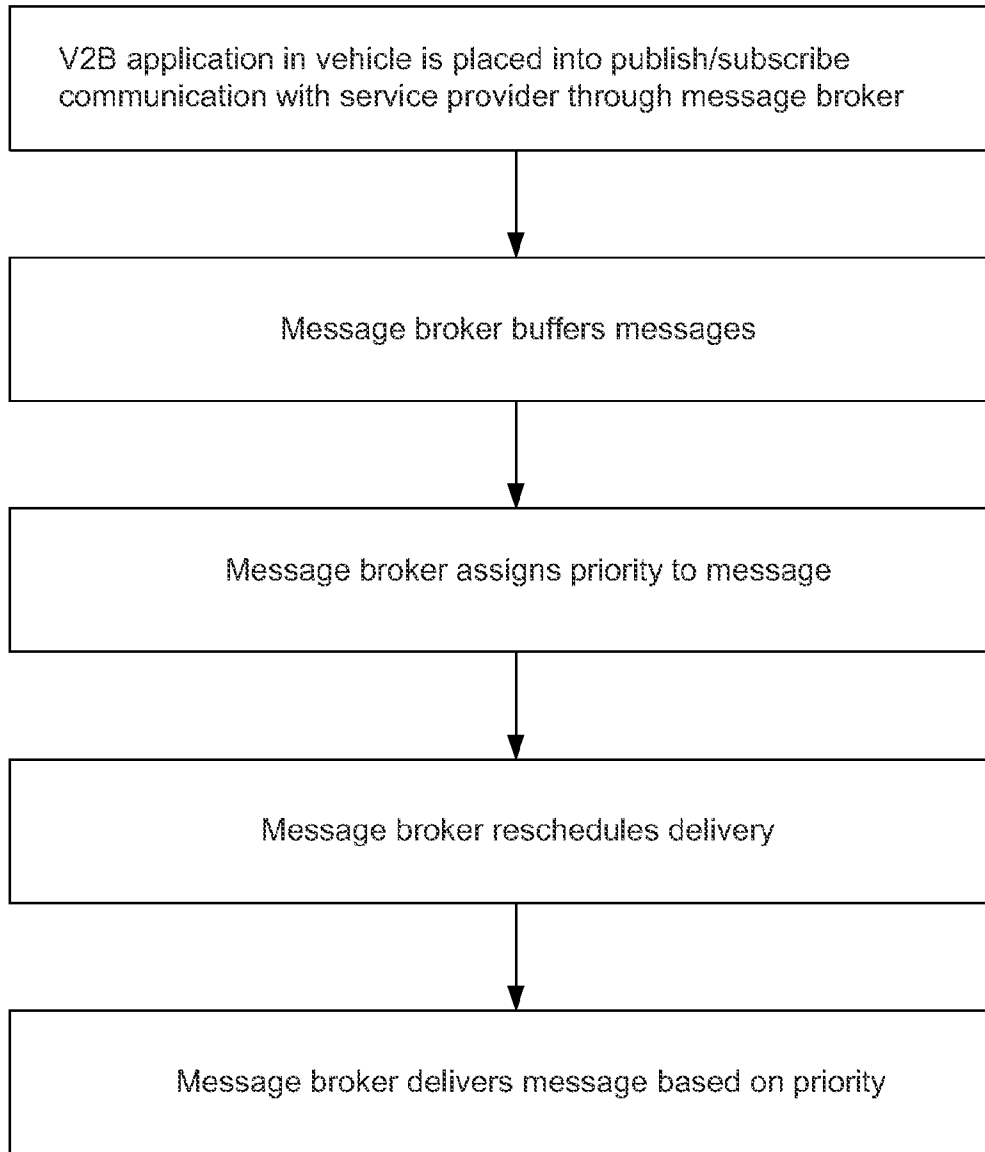 V2B application in vehicle is placed into publish/subscribe
communication with service provider through message broker
Message broker buffers messages
Message broker assigns priority to message
Message broker reschedules delivery
Message broker delivers message based on priority